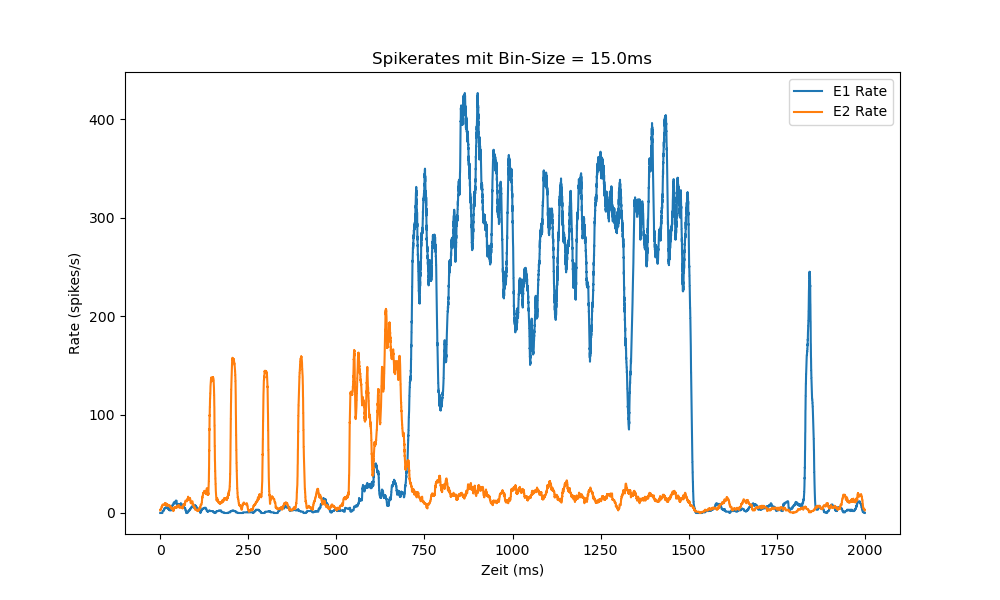 Spikerates mit Bin-Size = 15.0ms
E1 Rate
E2 Rate
400
300
200
100
0
Rate (spikes/s)
0 250 500 750 1000 1250 1500 1750 2000
Zeit (ms)